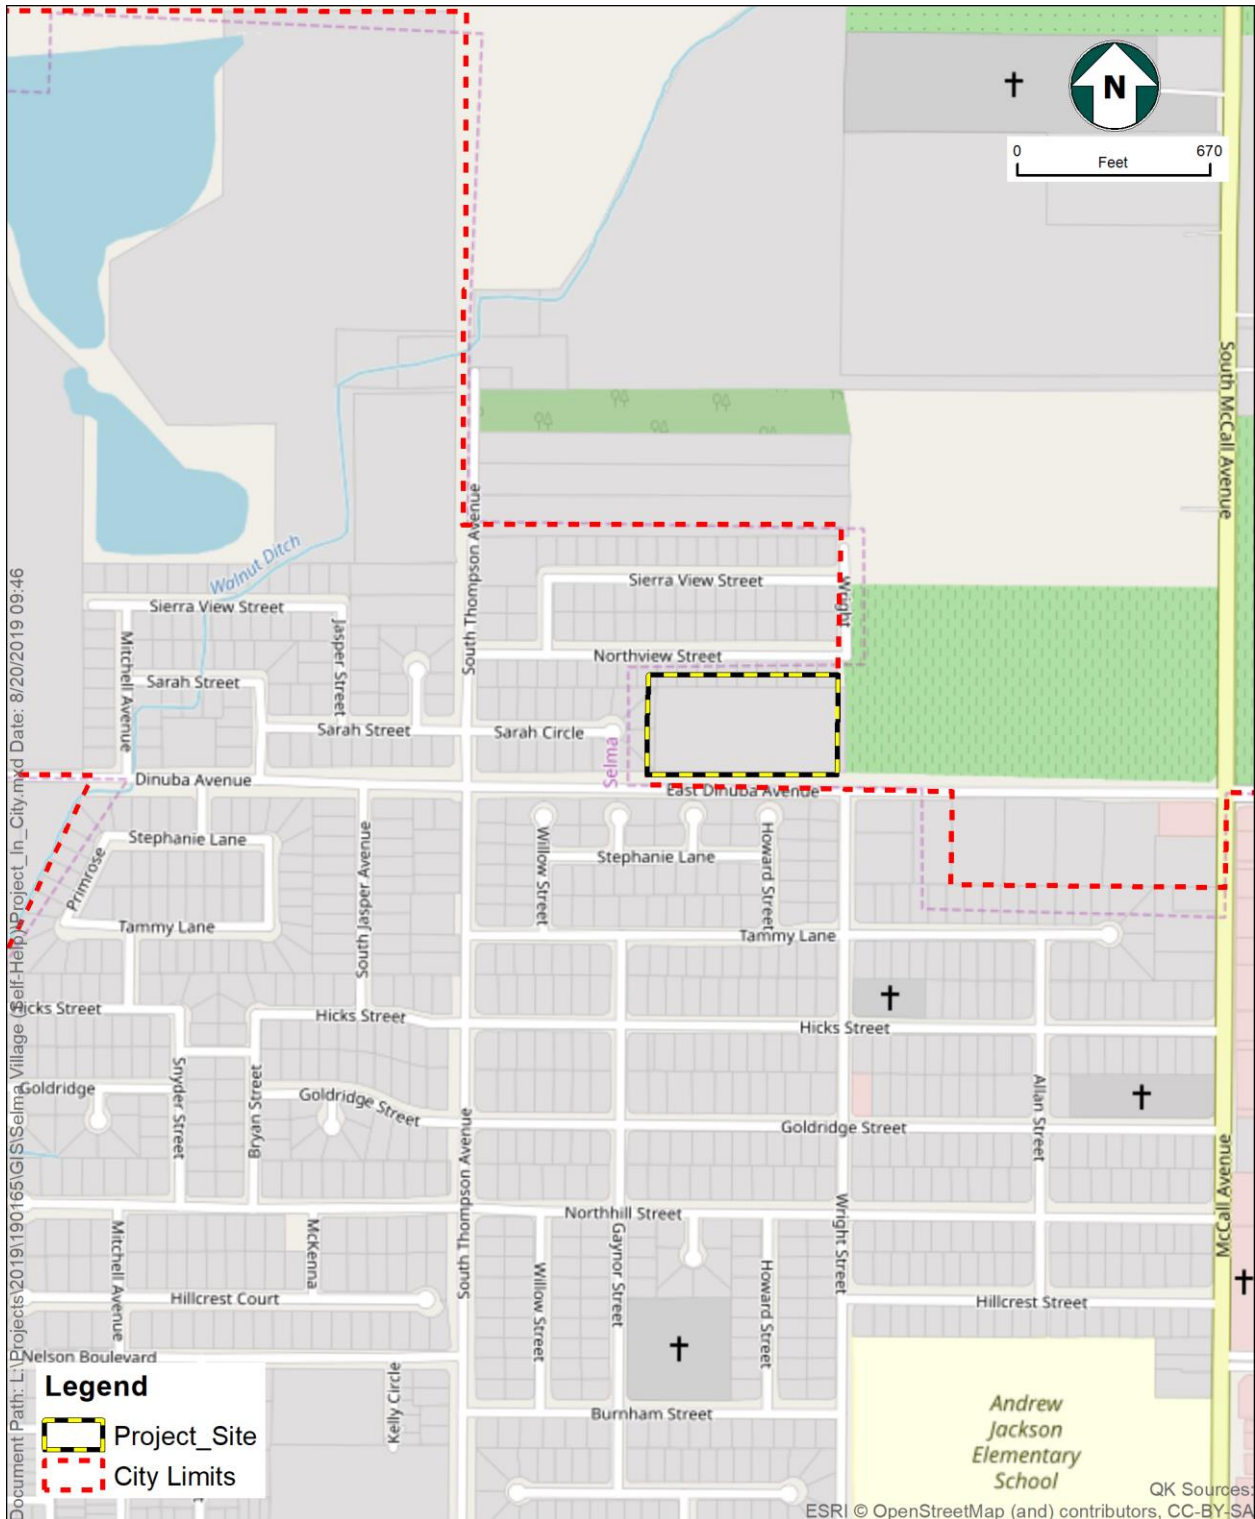 N
0 670
Feet
South McCall Avenue
South Thompson Avenue
Walnut Ditch
Sierra View Street
Wright
Sierra View Street
Mitchell Avenue
Jasper Street
Northview Street
Sarah Street
Sarah Street
Sarah Circle
Selma
Dinuba Avenue
East Dinuba Avenue
Stephanie Lane
Primrose
South Jasper Avenue
Willow Street
Stephanie Lane
Howard Street
Tammy Lane
Tammy Lane
Hicks Street
Hicks Street
Hicks Street
Snyder Street
Bryan Street
Goldridge
Goldridge Street
Goldridge Street
Allan Street
South Thompson Avenue
McCall Avenue
Northhill Street
Mitchell Avenue
McKenna
Willow Street
Gaynor Street
Howard Street
Wright Street
Hillcrest Court
Hillcrest Street
Nelson Boulevard
Kelly Circle
Burnham Street
Andrew
Jackson
Elementary
School
Legend
Project_Site
City Limits
Document Path: L:\Projects\2019\190165\GIS\Selma Village (Self-Help)\Project_In_City.mxd Date: 8/20/2019 09:46
QK Sources:
ESRI © OpenStreetMap (and) contributors, CC-BY-SA